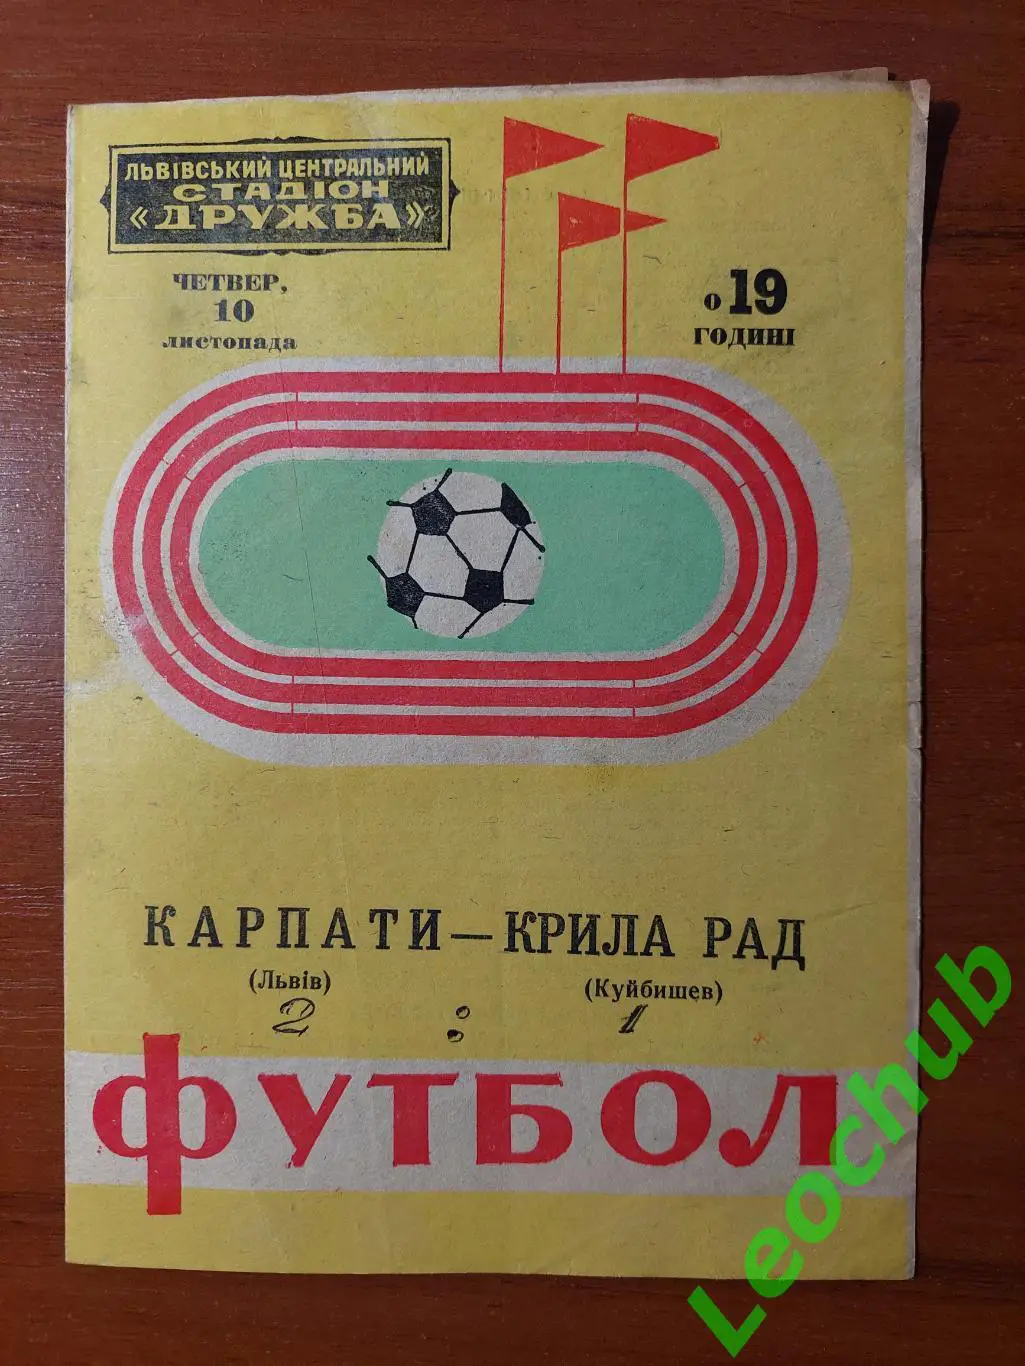 ЛЬВІВСЬКИЙ ЦЕНТРАЛЬНИЙ
СТАДІОН
«ДРУЖБА»
ЧЕТВЕР,
10
листопада
о 19
ГОДИНІ
КАРПАТИ — КРИЛА РАД
(Львів) (Куйбишев)
2 : 1
ФУТБОЛ
Leochub